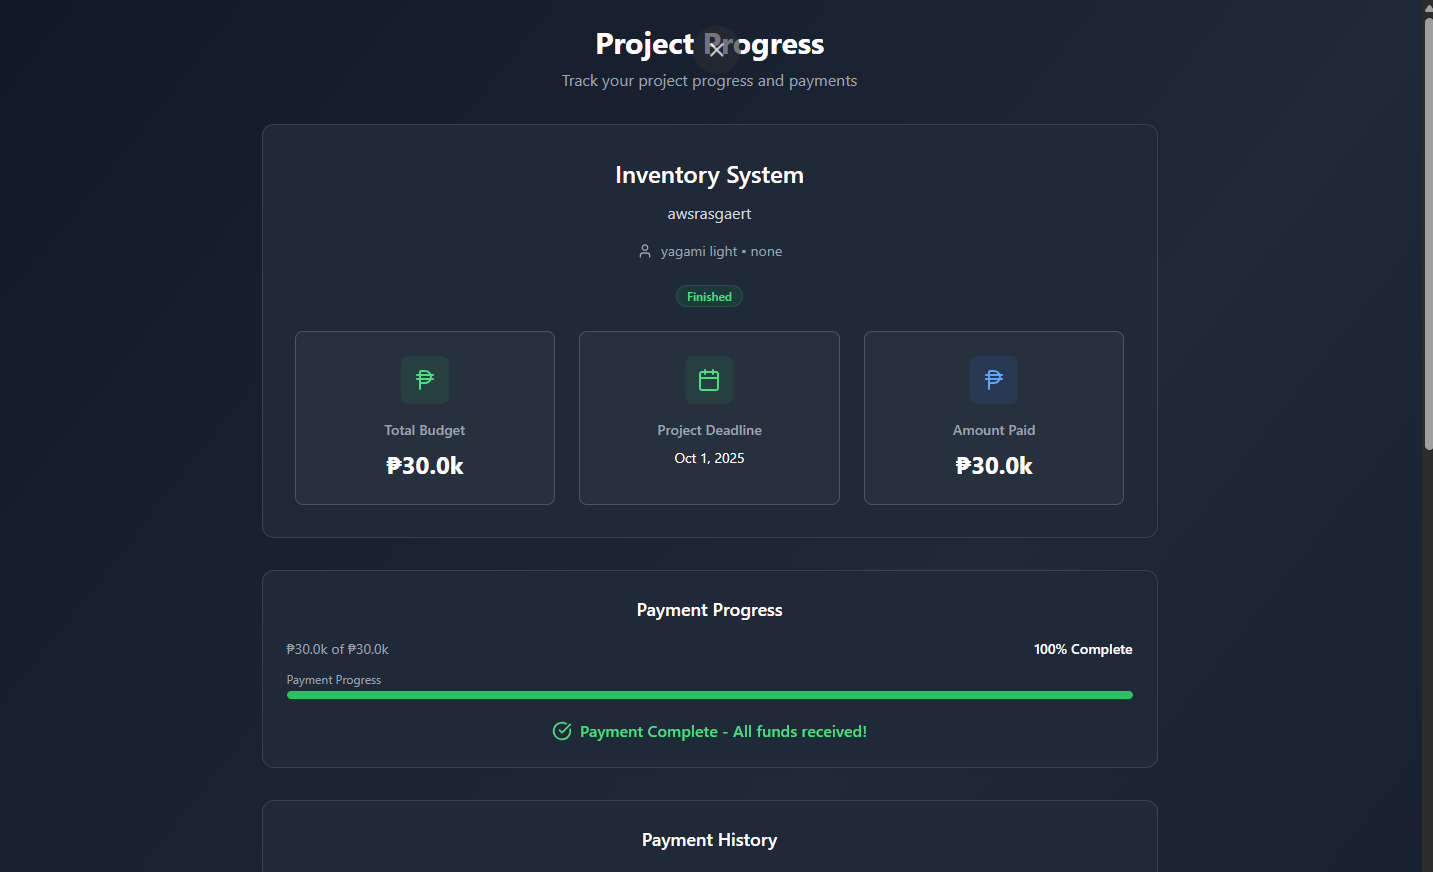 Project Progress
Track your project progress and payments
Inventory System
awsrasgaert
yagami light • none
Finished
Total Budget
₱30.0k
Project Deadline
Oct 1, 2025
Amount Paid
₱30.0k
Payment Progress
₱30.0k of ₱30.0k
100% Complete
Payment Progress
Payment Complete - All funds received!
Payment History